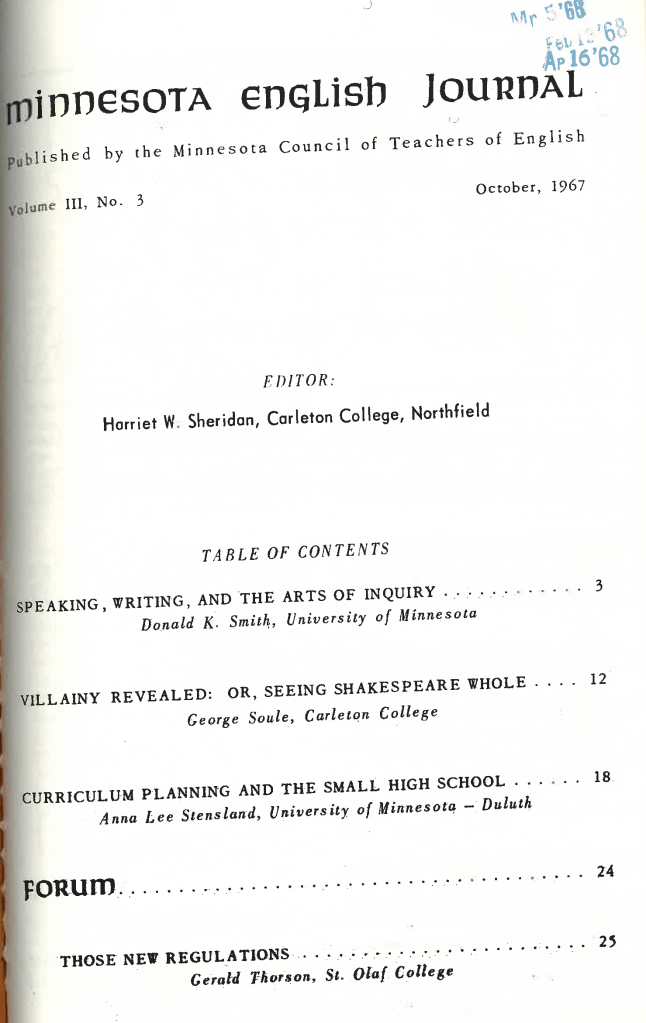 Mr 5'68
Feb 13'68
Ap 16'68
Minnesota English Journal
Published by the Minnesota Council of Teachers of English
Volume III, No. 3
October, 1967
EDITOR:
Harriet W. Sheridan, Carleton College, Northfield
TABLE OF CONTENTS
SPEAKING, WRITING, AND THE ARTS OF INQUIRY . . . . . . . . . . . . 3
Donald K. Smith, University of Minnesota
VILLAINY REVEALED: OR, SEEING SHAKESPEARE WHOLE . . . . 12
George Soule, Carleton College
CURRICULUM PLANNING AND THE SMALL HIGH SCHOOL . . . . . . 18
Anna Lee Stensland, University of Minnesota – Duluth
FORUM. . . . . . . . . . . . . . . . . . . . . . . . . . . . . . . . . . . . . . 24
THOSE NEW REGULATIONS . . . . . . . . . . . . . . . . . . . . . . . . 25
Gerald Thorson, St. Olaf College